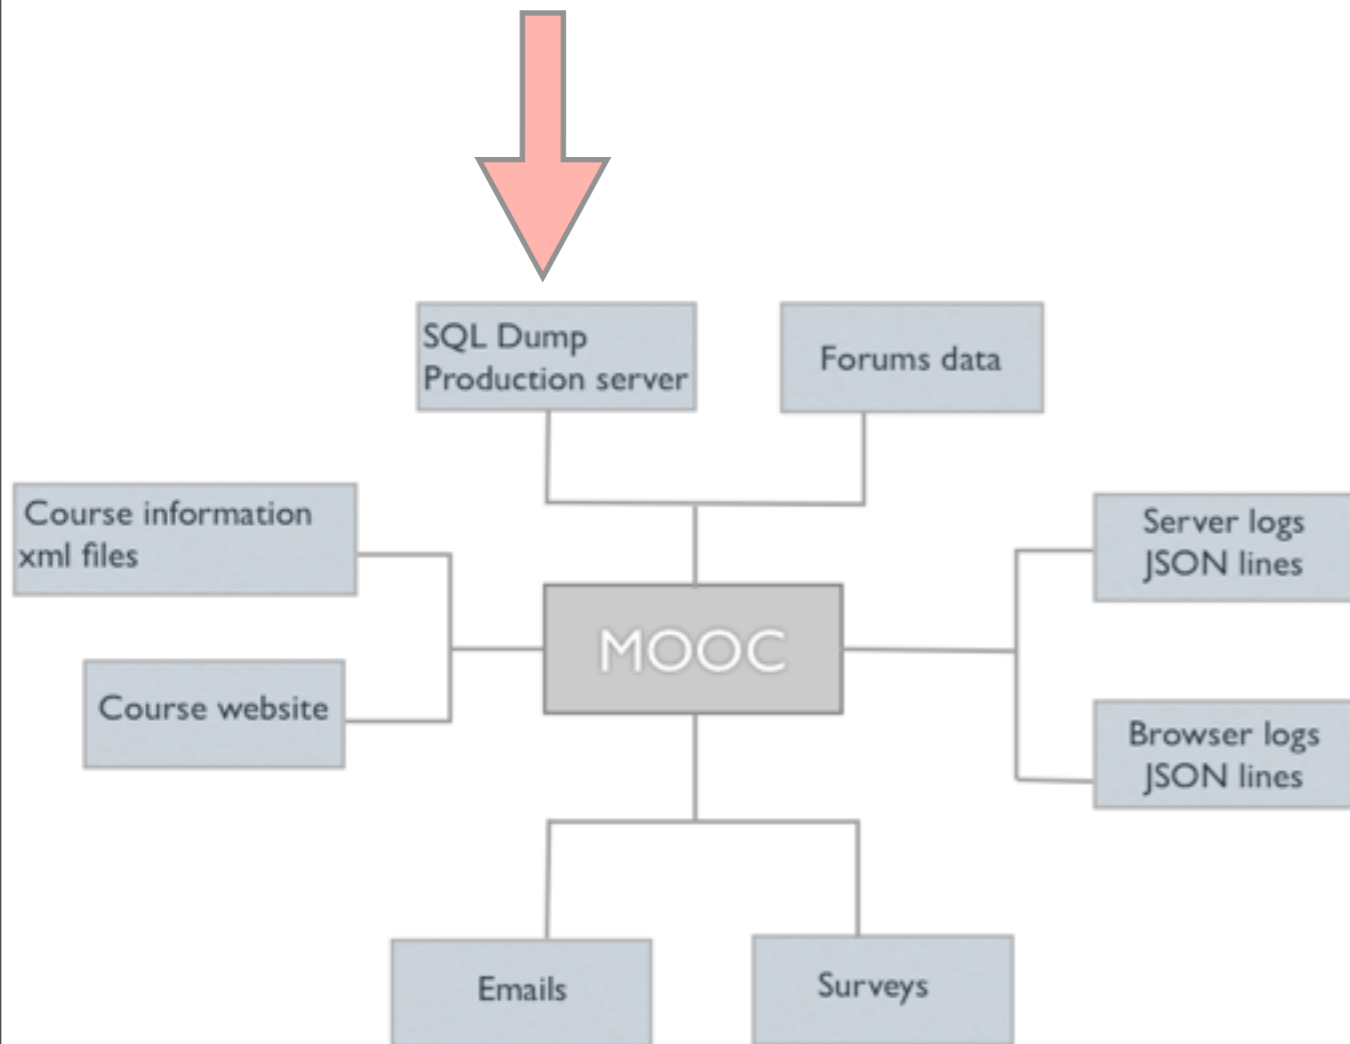 SQL Dump
Production server
Forums data
Course information
xml files
Server logs
JSON lines
MOOC
Course website
Browser logs
JSON lines
Emails
Surveys